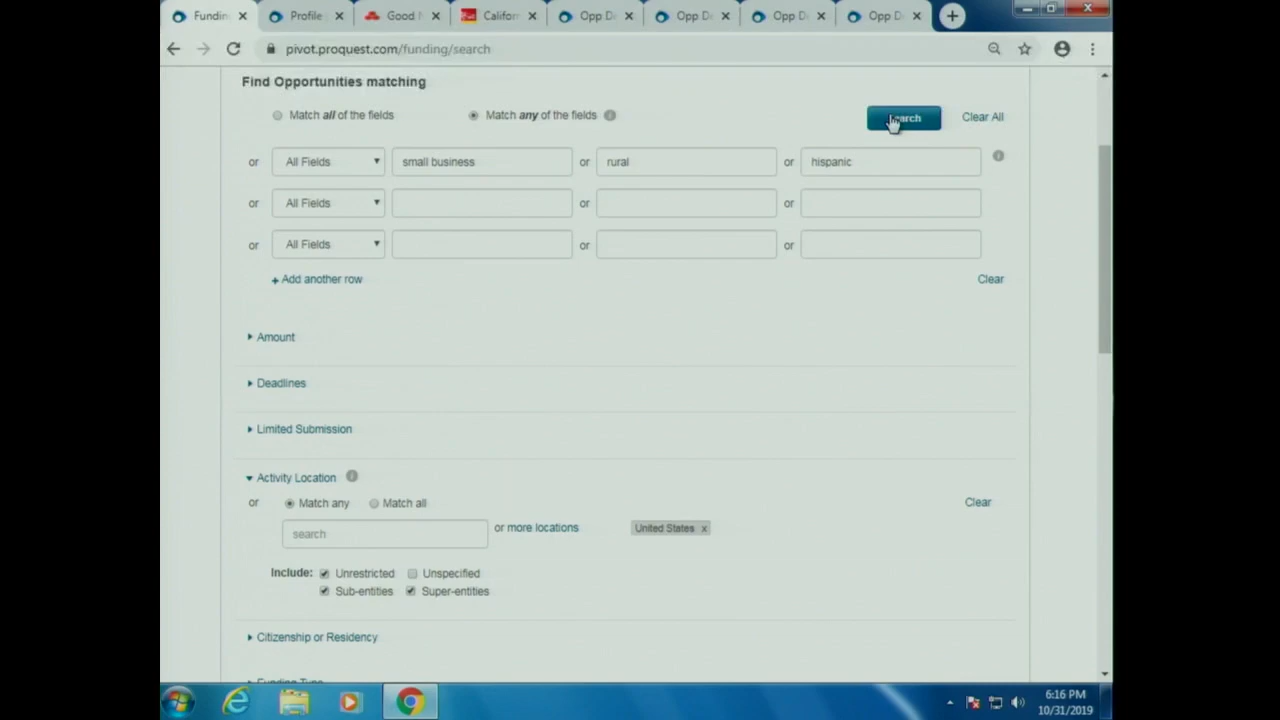 Fundin
Profile
Good
Califor
Opp D
Opp D
Opp D
Opp D
pivot.proquest.com/funding/search
Find Opportunities matching
Match all of the fields
Match any of the fields
Search
Clear All
or All Fields small business or rural or hispanic
or All Fields or or
or All Fields or or
+ Add another row
Clear
Amount
Deadlines
Limited Submission
Activity Location
or Match any Match all
Clear
search
or more locations
United States x
Include: Unrestricted Unspecified
Sub-entities Super-entities
Citizenship or Residency
Funding Type
6:16 PM
10/31/2019